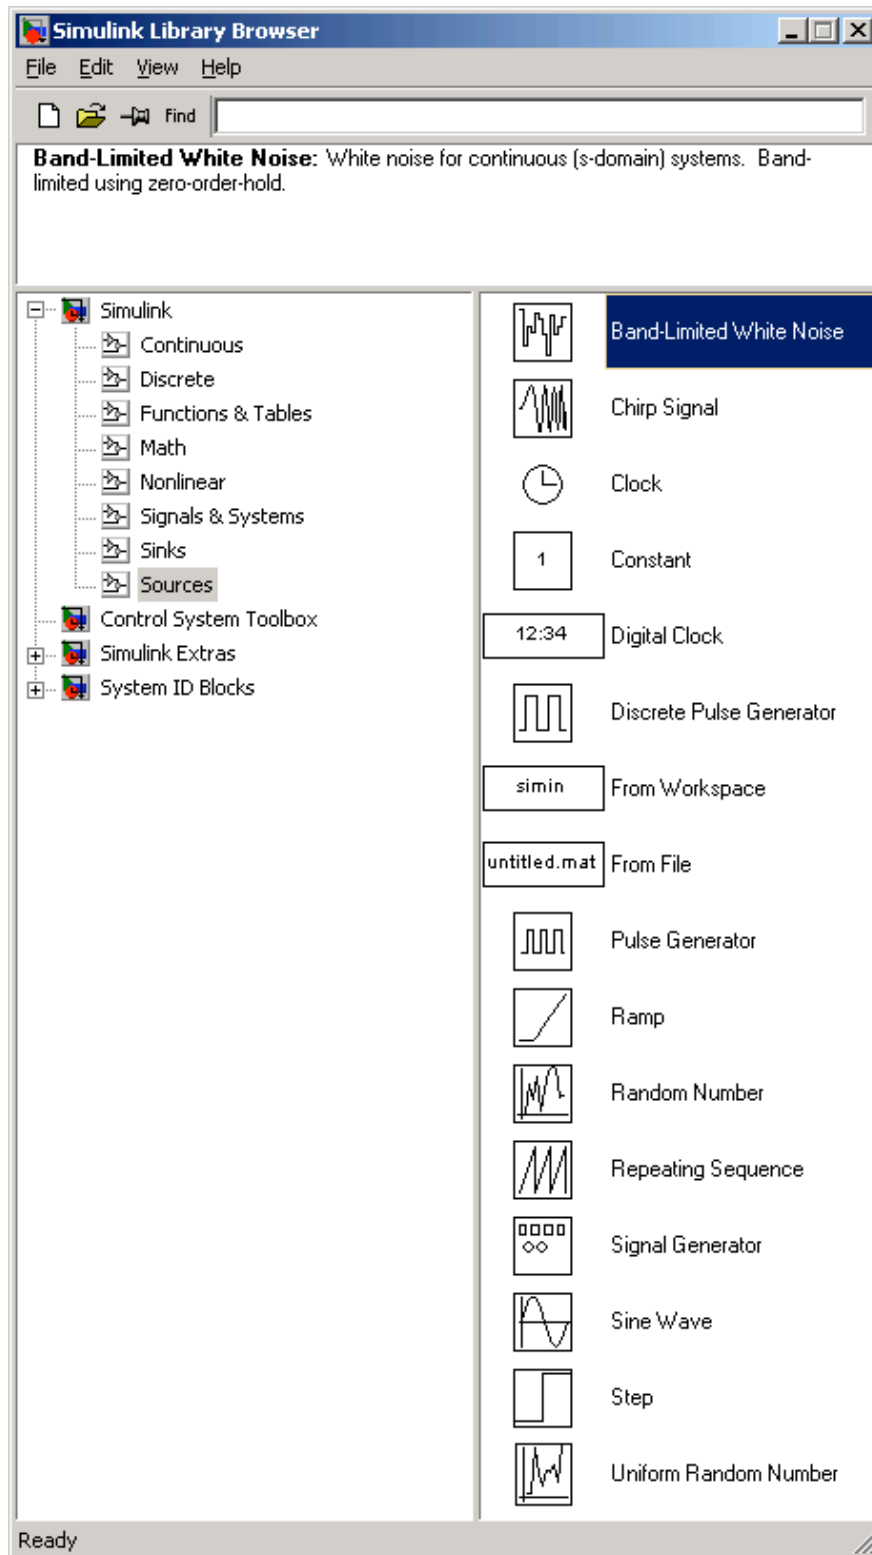 Simulink Library Browser
File Edit View Help
Find
Band-Limited White Noise: White noise for continuous (s-domain) systems. Band-
limited using zero-order-hold.
Simulink
Continuous
Discrete
Functions & Tables
Math
Nonlinear
Signals & Systems
Sinks
Sources
Control System Toolbox
Simulink Extras
System ID Blocks
Band-Limited White Noise
Chirp Signal
Clock
1 Constant
12:34 Digital Clock
Discrete Pulse Generator
simin From Workspace
untitled.mat From File
Pulse Generator
Ramp
Random Number
Repeating Sequence
Signal Generator
Sine Wave
Step
Uniform Random Number
Ready